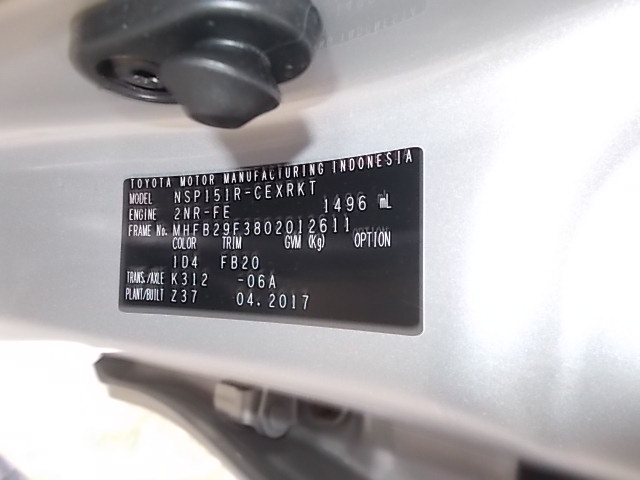 TOYOTA MOTOR MANUFACTURING INDONESIA
MODEL NSP151R-CEXRKT
ENGINE 2NR-FE 1496 mL
FRAME No. MHFB29F3802012611
COLOR TRIM GVM (Kg) OPTION
1D4 FB20
TRANS./AXLE K312 -06A
PLANT/BUILT Z37 04.2017